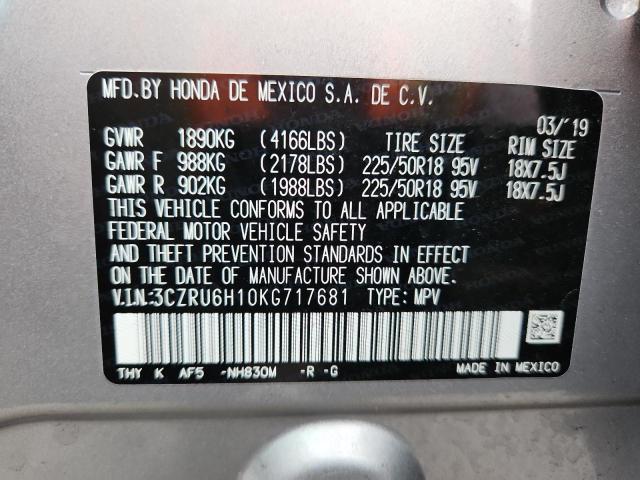 MFD.BY HONDA DE MEXICO S.A. DE C.V.
03/'19
GVWR 1890KG (4166LBS) TIRE SIZE RIM SIZE
GAWR F 988KG (2178LBS) 225/50R18 95V 18X7.5J
GAWR R 902KG (1988LBS) 225/50R18 95V 18X7.5J
THIS VEHICLE CONFORMS TO ALL APPLICABLE
FEDERAL MOTOR VEHICLE SAFETY
AND THEFT PREVENTION STANDARDS IN EFFECT
ON THE DATE OF MANUFACTURE SHOWN ABOVE.
V.I.N.:3CZRU6H10KG717681 TYPE: MPV
THY K AF5 -NH830M -R -G MADE IN MEXICO